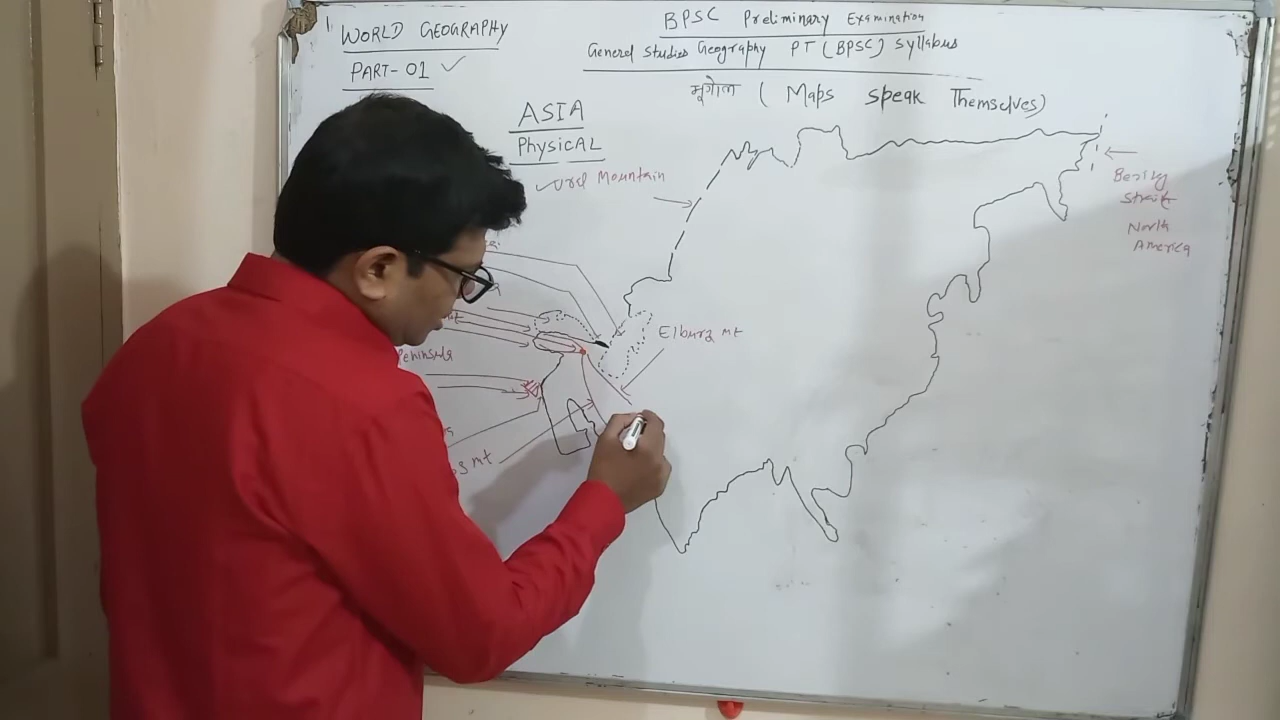 WORLD GEOGRAPHY
PART-01
BPSC Preliminary Examination
General Studies Geography PT (BPSC) Syllabus
भूगोल (Maps speak Themselves)
ASIA
PhysicAL
Ural Mountain
Bering
Strait
North
America
Elburz mt
Peninsula
mt